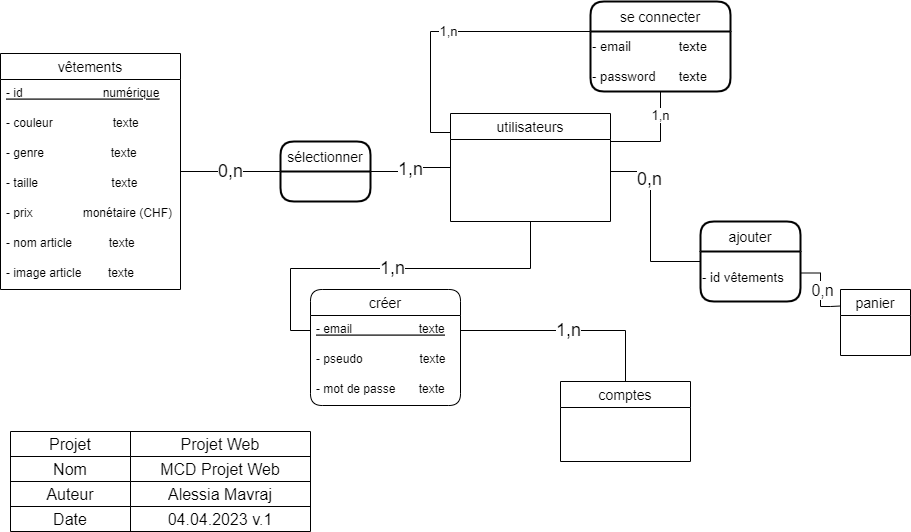 se connecter
- email texte
- password texte
1,n
1,n
vêtements
- id numérique
- couleur texte
- genre texte
- taille texte
- prix monétaire (CHF)
- nom article texte
- image article texte
0,n
sélectionner
1,n
utilisateurs
0,n
ajouter
- id vêtements
0,n
panier
1,n
créer
- email texte
- pseudo texte
- mot de passe texte
1,n
comptes
Projet Projet Web
Nom MCD Projet Web
Auteur Alessia Mavraj
Date 04.04.2023 v.1